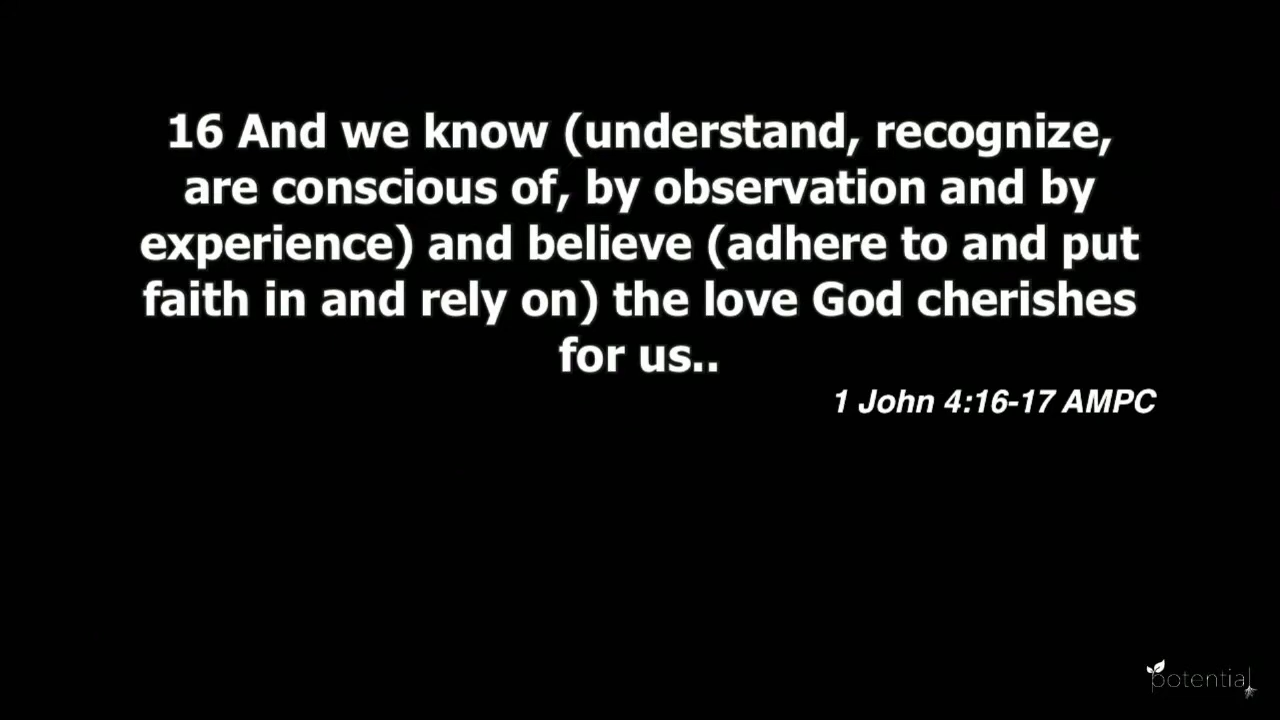 16 And we know (understand, recognize,
are conscious of, by observation and by
experience) and believe (adhere to and put
faith in and rely on) the love God cherishes
for us..
1 John 4:16-17 AMPC
potential